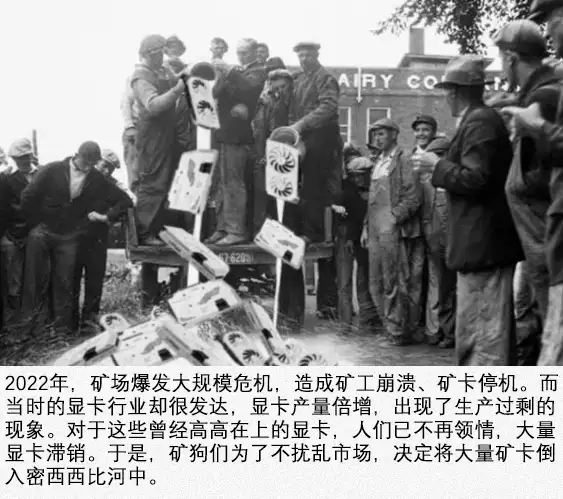 AIRY COMPAN
7·620
2022年，矿场爆发大规模危机，造成矿工崩溃、矿卡停机。而
当时的显卡行业却很发达，显卡产量倍增，出现了生产过剩的
现象。对于这些曾经高高在上的显卡，人们已不再领情，大量
显卡滞销。于是，矿狗们为了不扰乱市场，决定将大量矿卡倒
入密西西比河中。